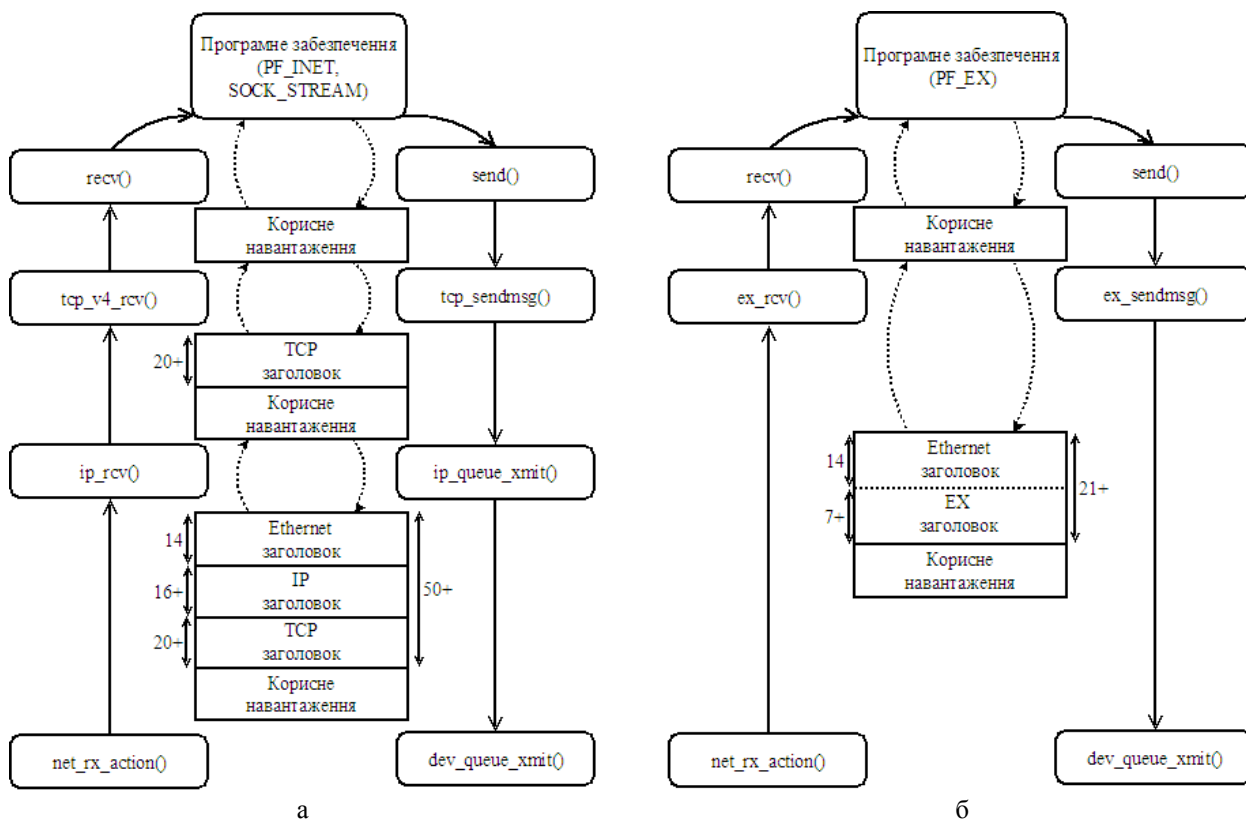 Програмне забезпечення
(PF_INET,
SOCK_STREAM)
recv()
send()
Корисне
навантаження
tcp_v4_rcv()
tcp_sendmsg()
20+
TCP
заголовок
Корисне
навантаження
ip_rcv()
ip_queue_xmit()
14
Ethernet
заголовок
16+
IP
заголовок
50+
20+
TCP
заголовок
Корисне
навантаження
net_rx_action()
dev_queue_xmit()
а
Програмне забезпечення
(PF_EX)
recv()
send()
Корисне
навантаження
ex_rcv()
ex_sendmsg()
14
Ethernet
заголовок
21+
7+
EX
заголовок
Корисне
навантаження
net_rx_action()
dev_queue_xmit()
б